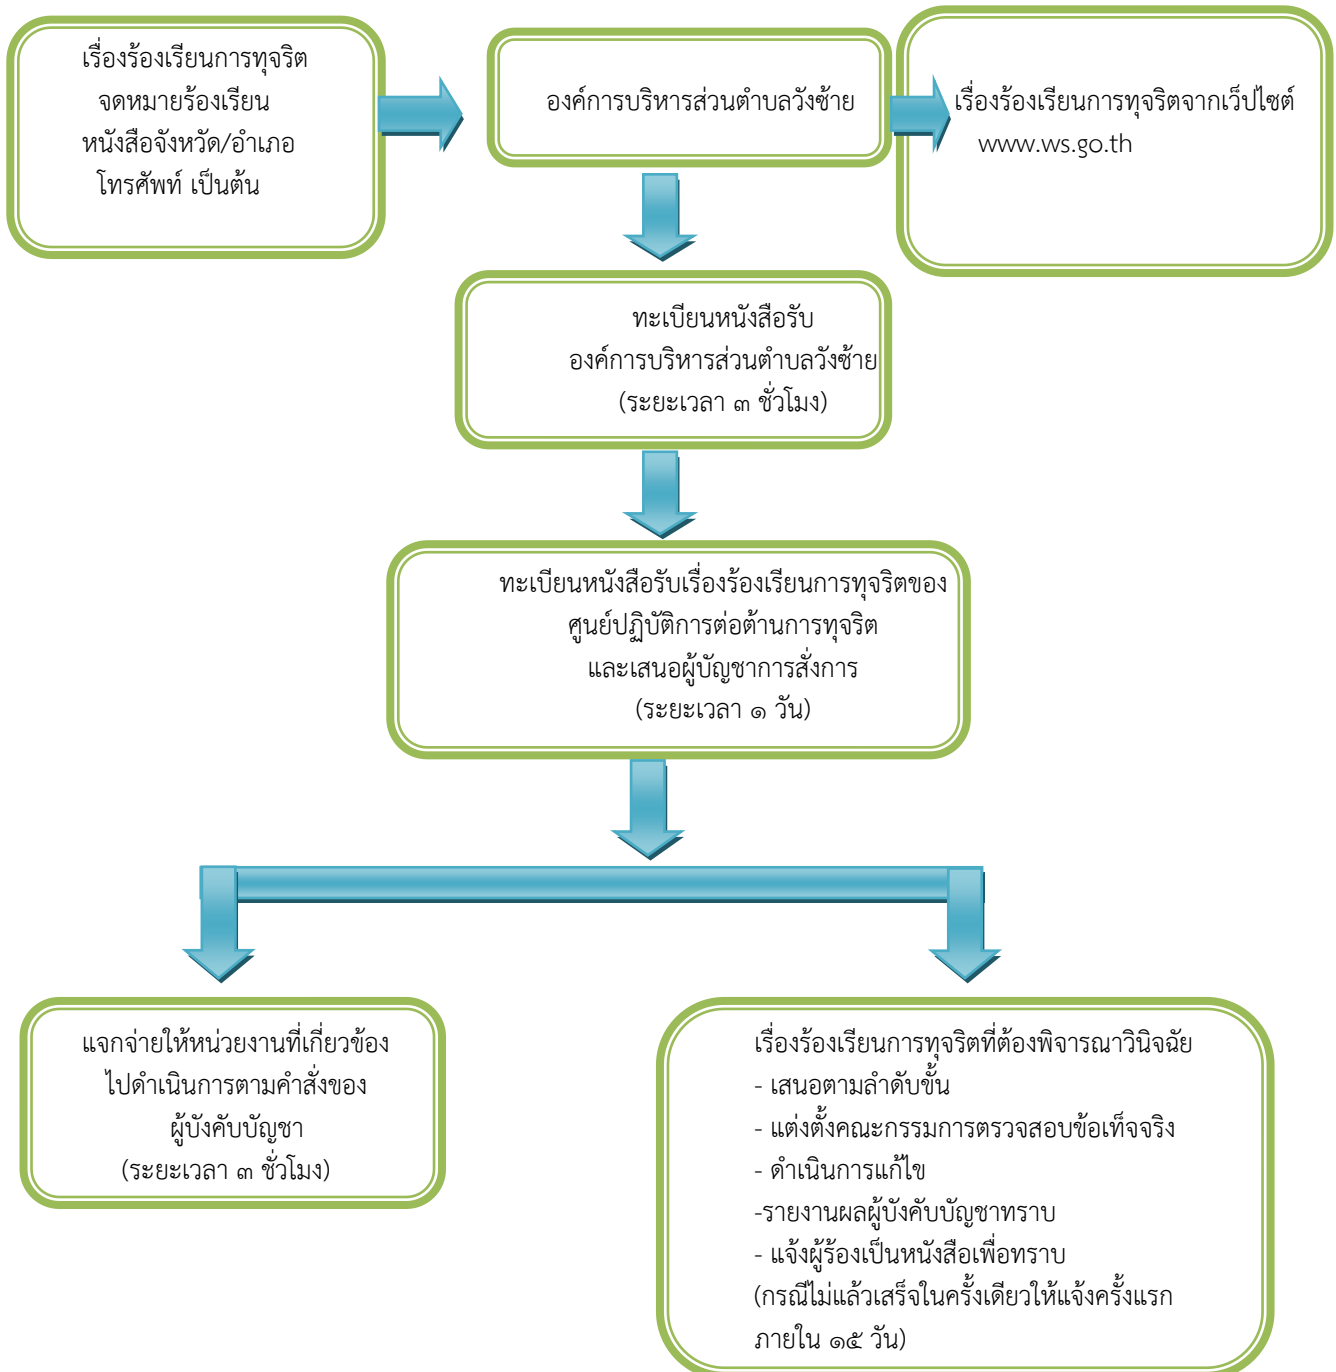 เรื่องร้องเรียนการทุจริต
จดหมายร้องเรียน
หนังสือจังหวัด/อำเภอ
โทรศัพท์ เป็นต้น
องค์การบริหารส่วนตำบลวังซ้าย
เรื่องร้องเรียนการทุจริตจากเว็ปไซต์
www.ws.go.th
ทะเบียนหนังสือรับ
องค์การบริหารส่วนตำบลวังซ้าย
(ระยะเวลา ๓ ชั่วโมง)
ทะเบียนหนังสือรับเรื่องร้องเรียนการทุจริตของ
ศูนย์ปฏิบัติการต่อต้านการทุจริต
และเสนอผู้บัญชาการสั่งการ
(ระยะเวลา ๑ วัน)
แจกจ่ายให้หน่วยงานที่เกี่ยวข้อง
ไปดำเนินการตามคำสั่งของ
ผู้บังคับบัญชา
(ระยะเวลา ๓ ชั่วโมง)
เรื่องร้องเรียนการทุจริตที่ต้องพิจารณาวินิจฉัย
- เสนอตามลำดับขั้น
- แต่งตั้งคณะกรรมการตรวจสอบข้อเท็จจริง
- ดำเนินการแก้ไข
-รายงานผลผู้บังคับบัญชาทราบ
- แจ้งผู้ร้องเป็นหนังสือเพื่อทราบ
(กรณีไม่แล้วเสร็จในครั้งเดียวให้แจ้งครั้งแรก
ภายใน ๑๕ วัน)